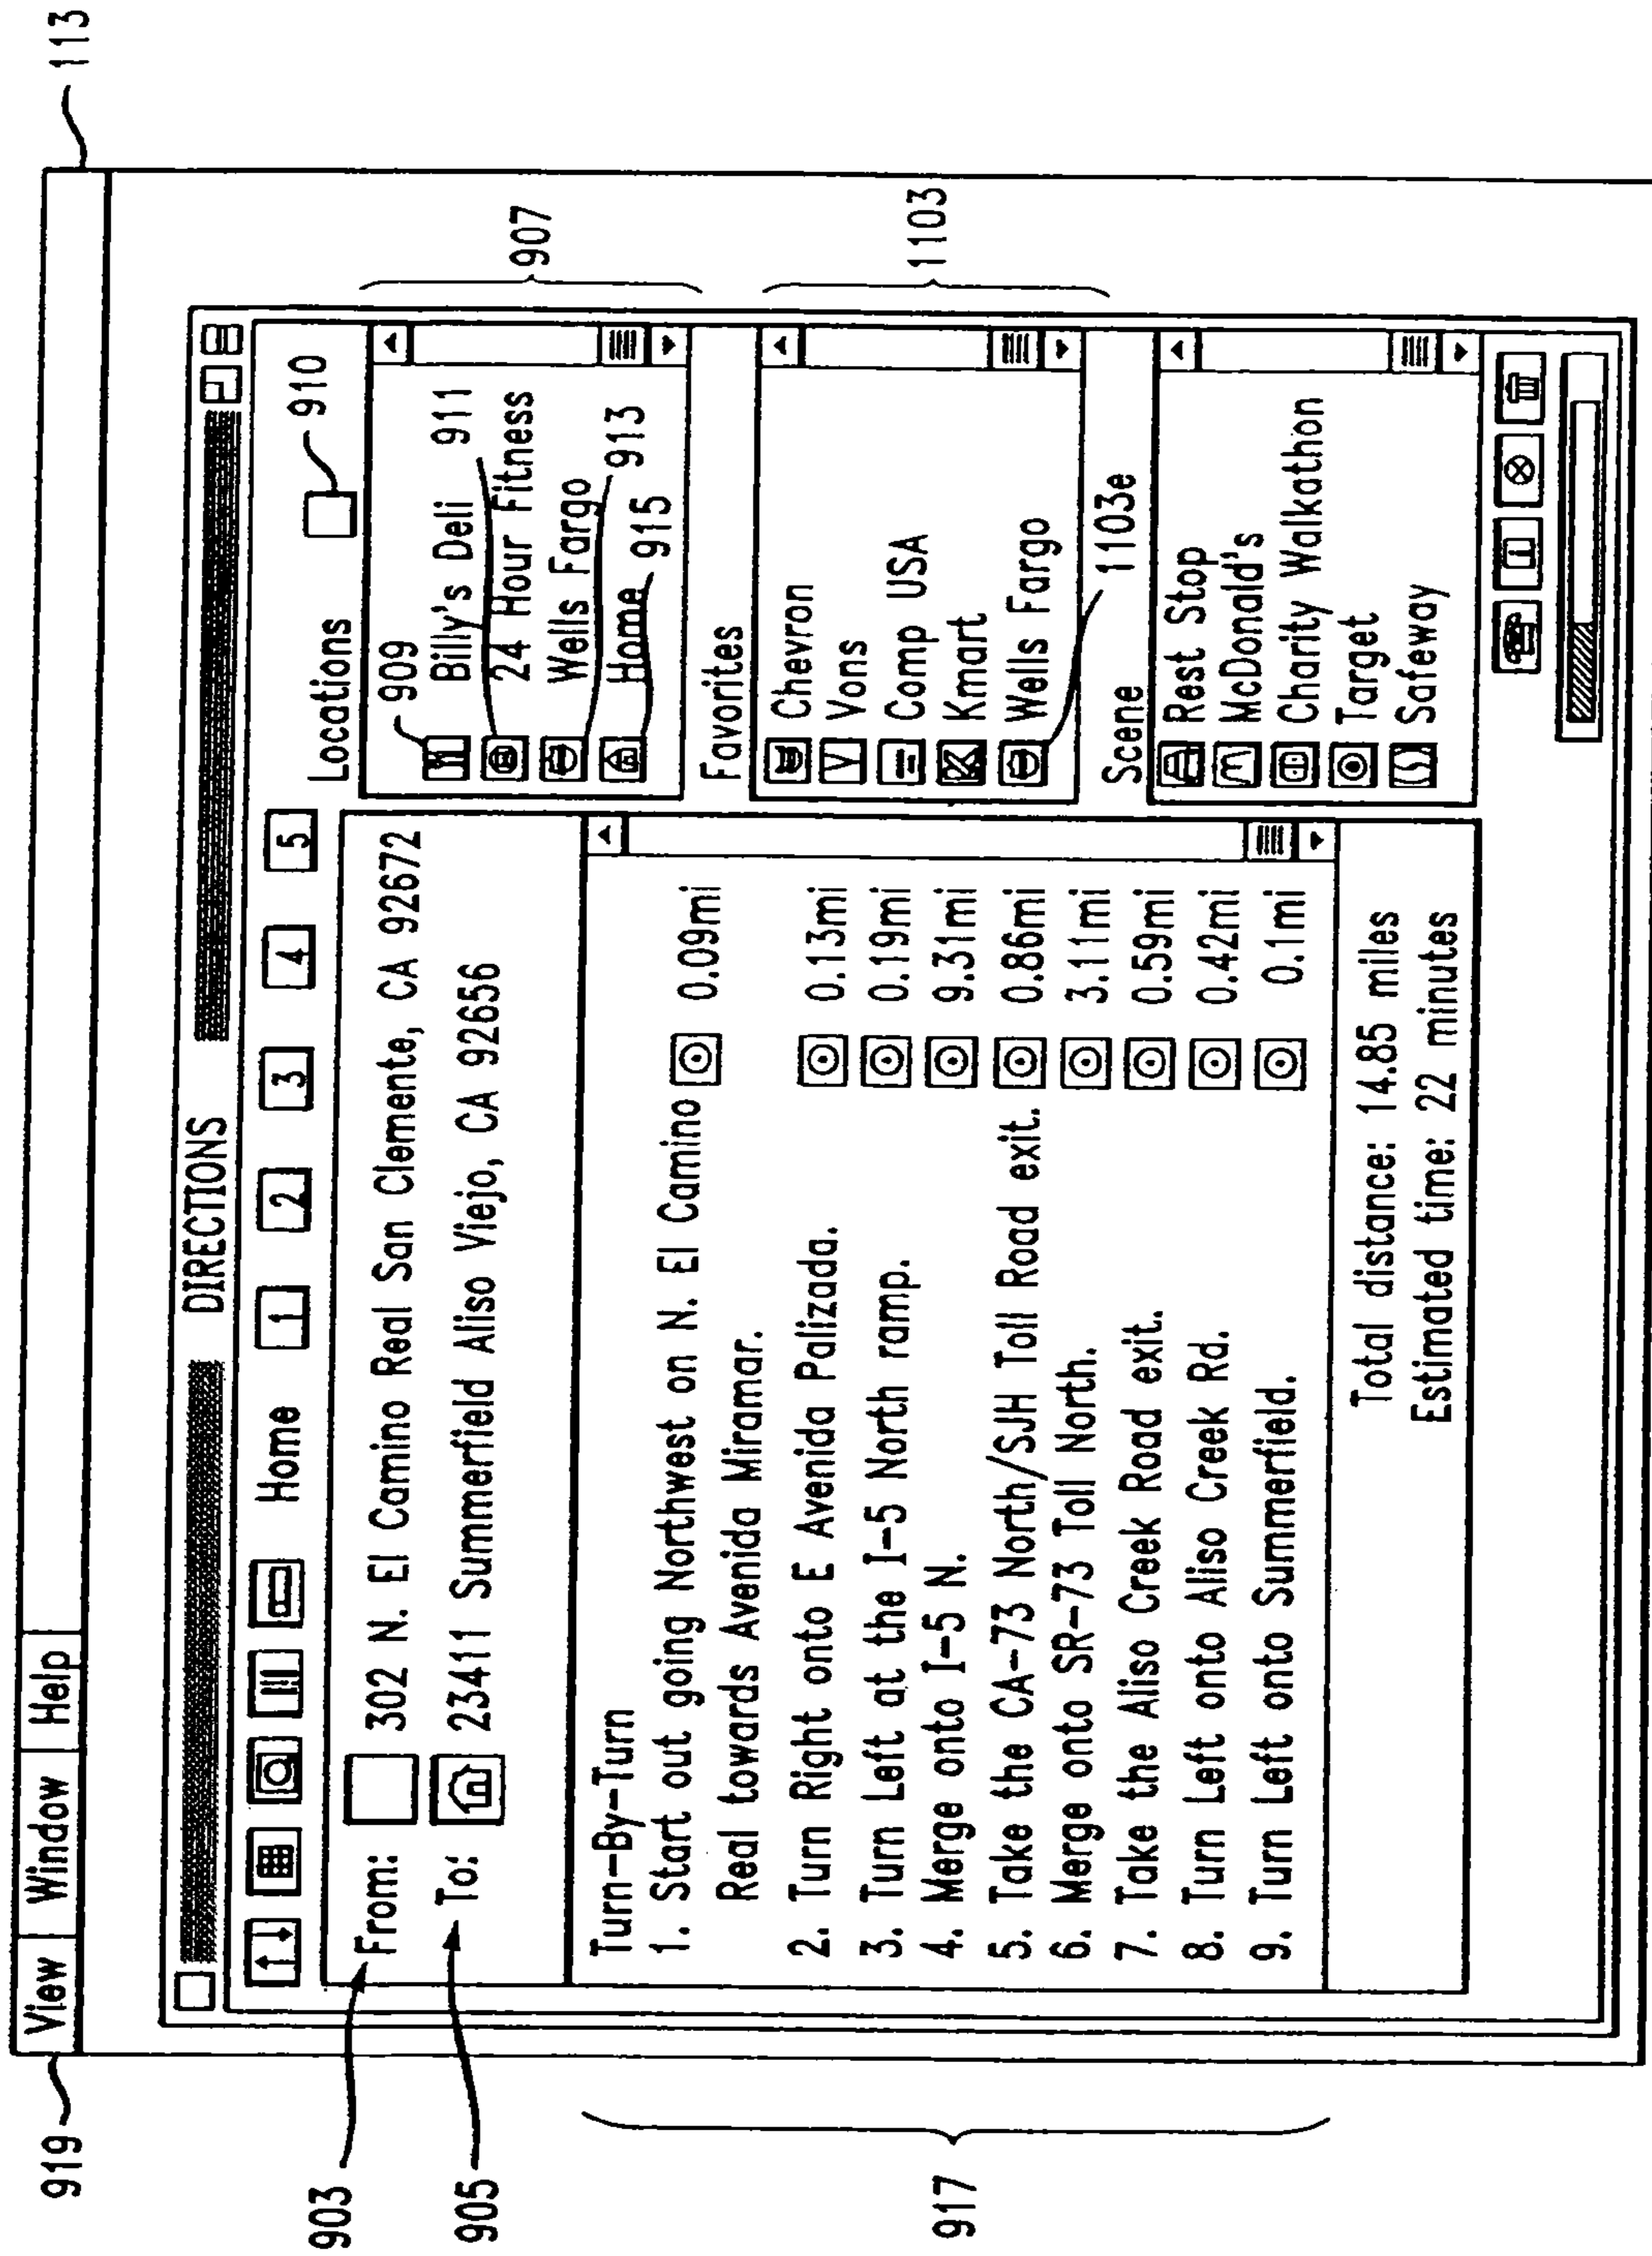 113
919
View Window Help
DIRECTIONS
Home 1 2 3 4 5
903
From: 302 N. El Camino Real San Clemente, CA 92672
905
To: 23411 Summerfield Aliso Viejo, CA 92656
917
Turn-By-Turn
1. Start out going Northwest on N. El Camino 0.09mi
Real towards Avenida Miramar.
2. Turn Right onto E Avenida Palizada. 0.13mi
3. Turn Left at the I-5 North ramp. 0.19mi
4. Merge onto I-5 N. 9.31mi
5. Take the CA-73 North/SJH Toll Road exit. 0.86mi
6. Merge onto SR-73 Toll North. 3.11mi
7. Take the Aliso Creek Road exit. 0.59mi
8. Turn Left onto Aliso Creek Rd. 0.42mi
9. Turn Left onto Summerfield. 0.1mi
Total distance: 14.85 miles
Estimated time: 22 minutes
Locations
910
907
909
Billy's Deli 911
24 Hour Fitness
Wells Fargo 913
Home 915
Favorites
1103
Chevron
V Vons
Comp USA
K Kmart
Wells Fargo
1103e
Scene
Rest Stop
McDonald's
Charity Walkathon
Target
Safeway